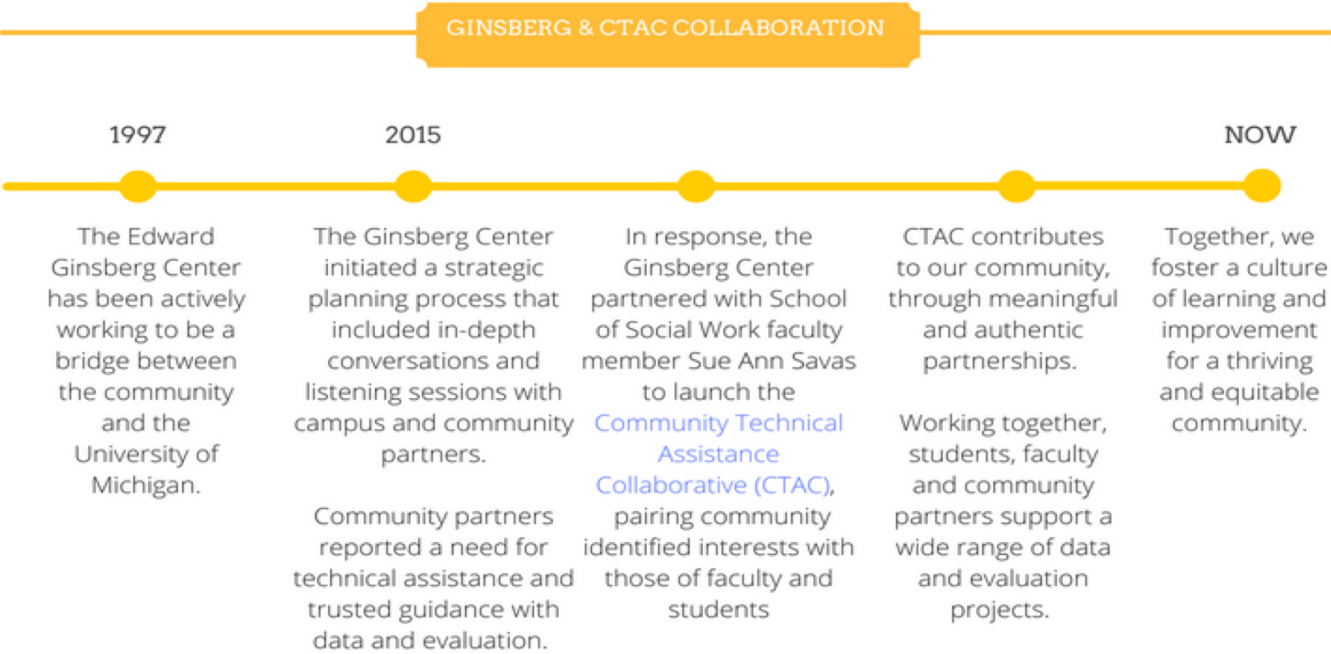 GINSBERG & CTAC COLLABORATION
1997
The Edward
Ginsberg Center
has been actively
working to be a
bridge between
the community
and the
University of
Michigan.
2015
The Ginsberg Center
initiated a strategic
planning process that
included in-depth
conversations and
listening sessions with
campus and community
partners.
Community partners
reported a need for
technical assistance and
trusted guidance with
data and evaluation.
In response, the
Ginsberg Center
partnered with School
of Social Work faculty
member Sue Ann Savas
to launch the
Community Technical
Assistance
Collaborative (CTAC),
pairing community
identified interests with
those of faculty and
students
CTAC contributes
to our community,
through meaningful
and authentic
partnerships.
Working together,
students, faculty
and community
partners support a
wide range of data
and evaluation
projects.
NOW
Together, we
foster a culture
of learning and
improvement
for a thriving
and equitable
community.